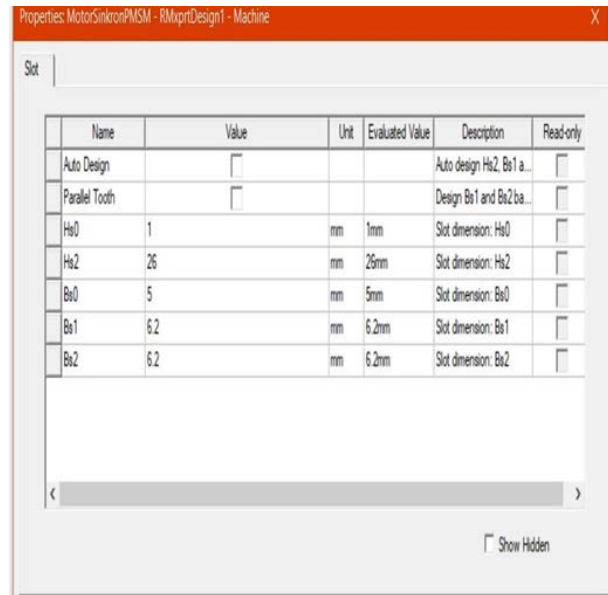 Properties: MotorSinkronPMSM - RMxprtDesign1 - Machine X
Slot
Name Value Unit Evaluated Value Description Read-only
Auto Design Auto design Hs2, Bs1 a...
Parallel Tooth Design Bs1 and Bs2 ba...
Hs0 1 mm 1mm Slot dimension: Hs0
Hs2 26 mm 26mm Slot dimension: Hs2
Bs0 5 mm 5mm Slot dimension: Bs0
Bs1 6.2 mm 6.2mm Slot dimension: Bs1
Bs2 6.2 mm 6.2mm Slot dimension: Bs2
Show Hidden